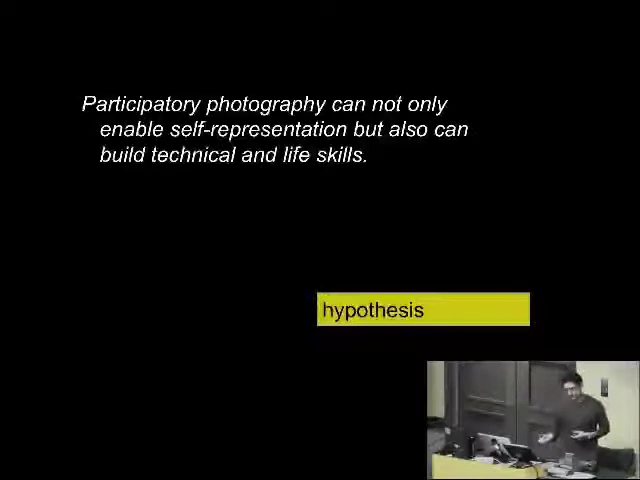 Participatory photography can not only
enable self-representation but also can
build technical and life skills.
hypothesis